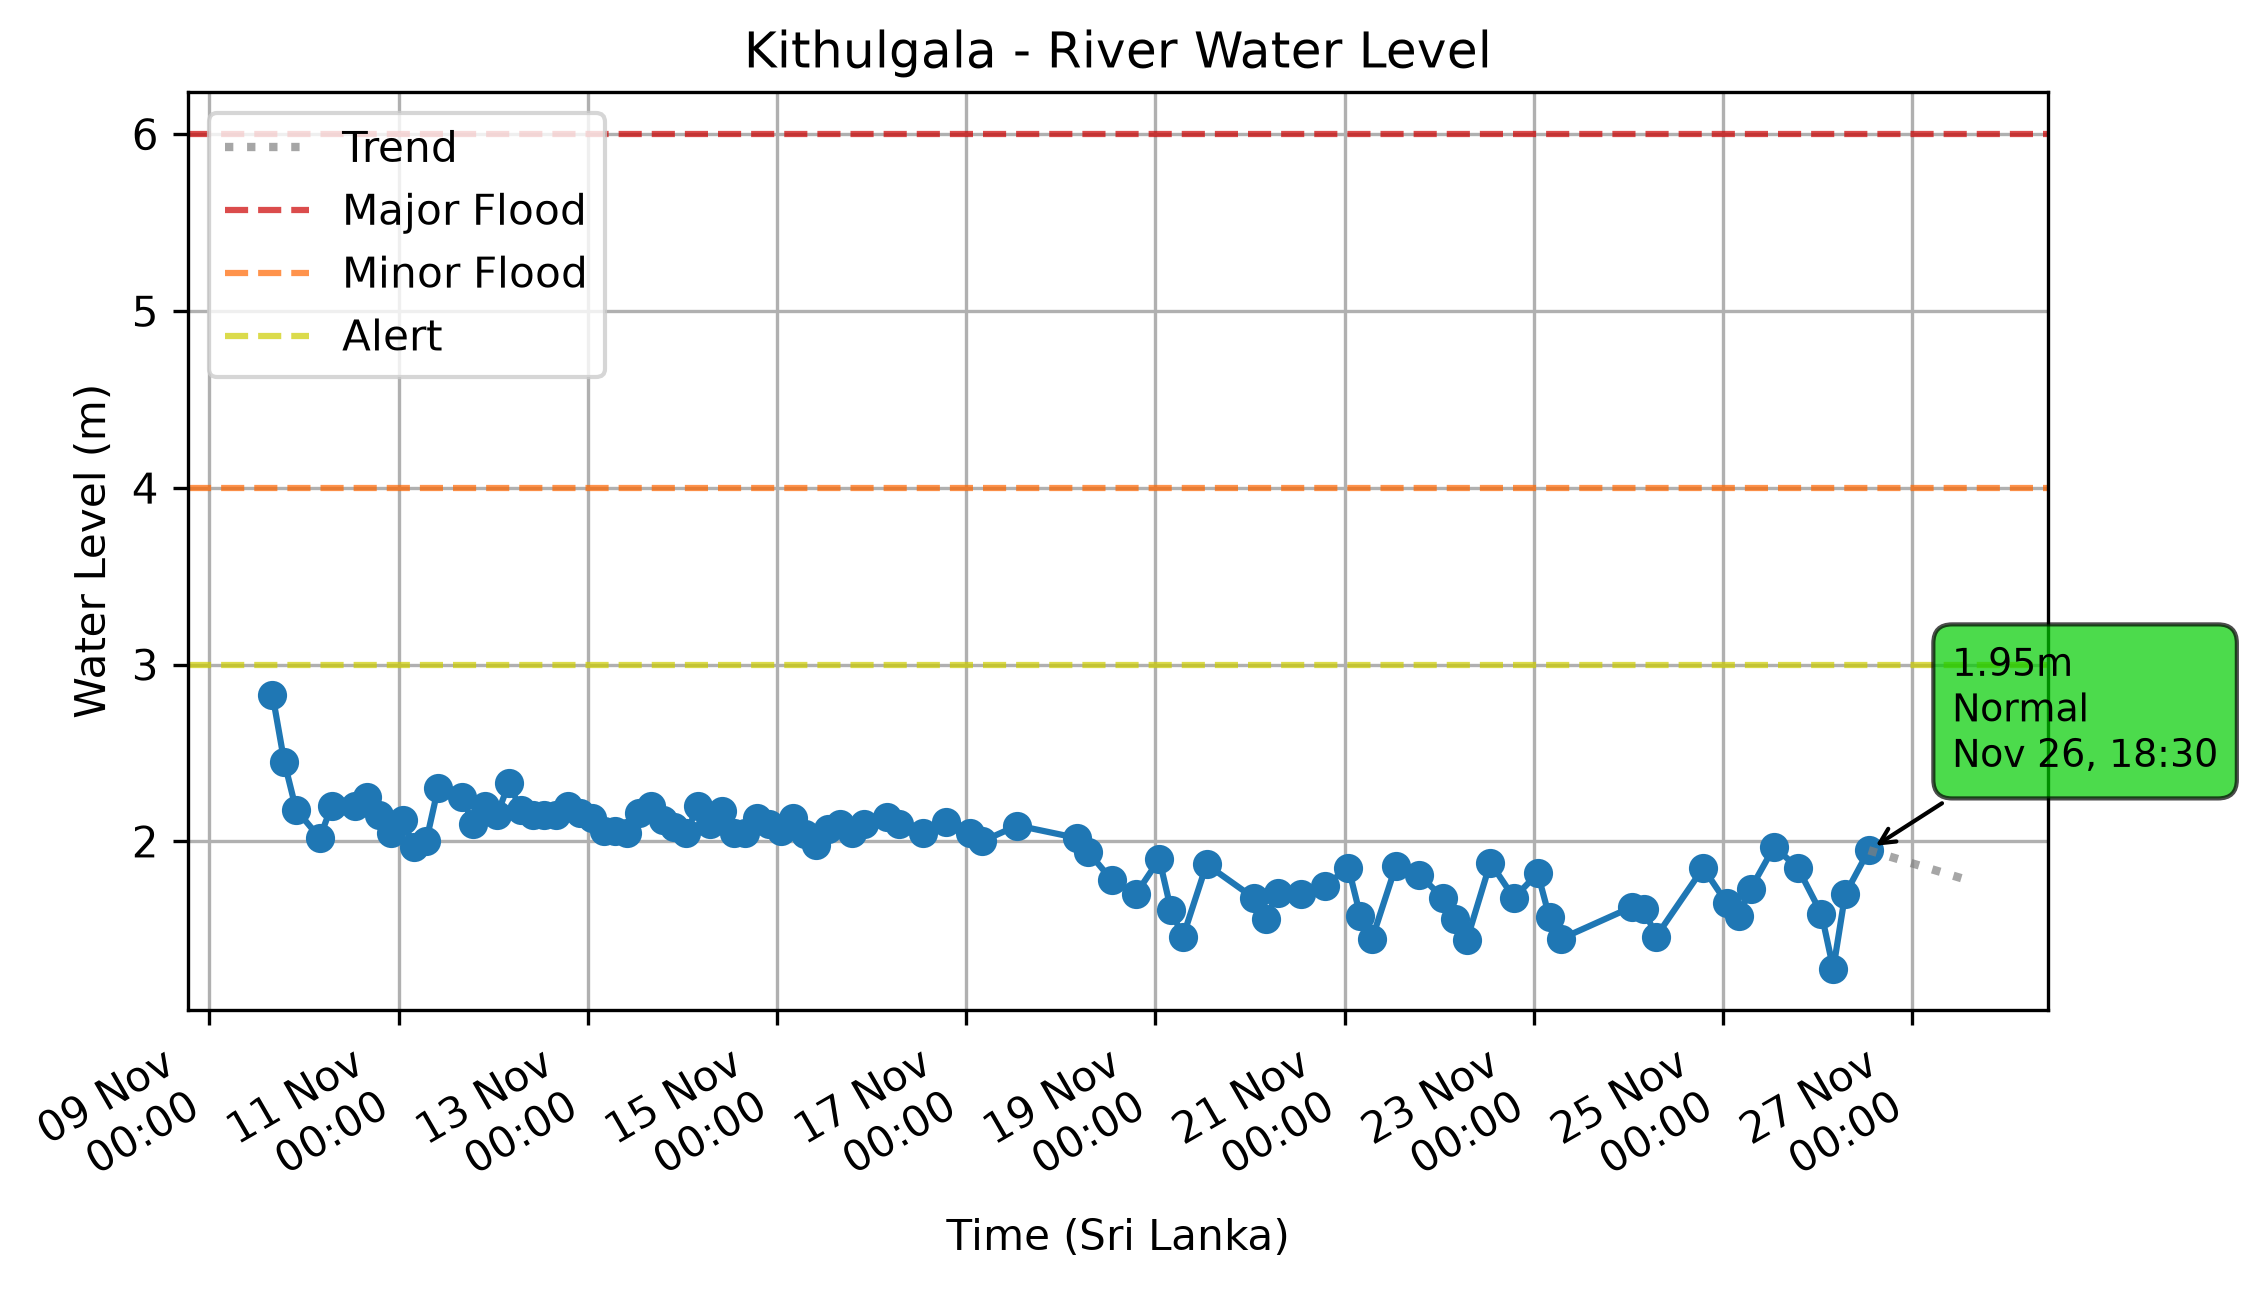 Kithulgala - River Water Level
Trend
Major Flood
Minor Flood
Alert
Water Level (m)
6
5
4
3
2
1.95m
Normal
Nov 26, 18:30
09 Nov
00:00
11 Nov
00:00
13 Nov
00:00
15 Nov
00:00
17 Nov
00:00
19 Nov
00:00
21 Nov
00:00
23 Nov
00:00
25 Nov
00:00
27 Nov
00:00
Time (Sri Lanka)